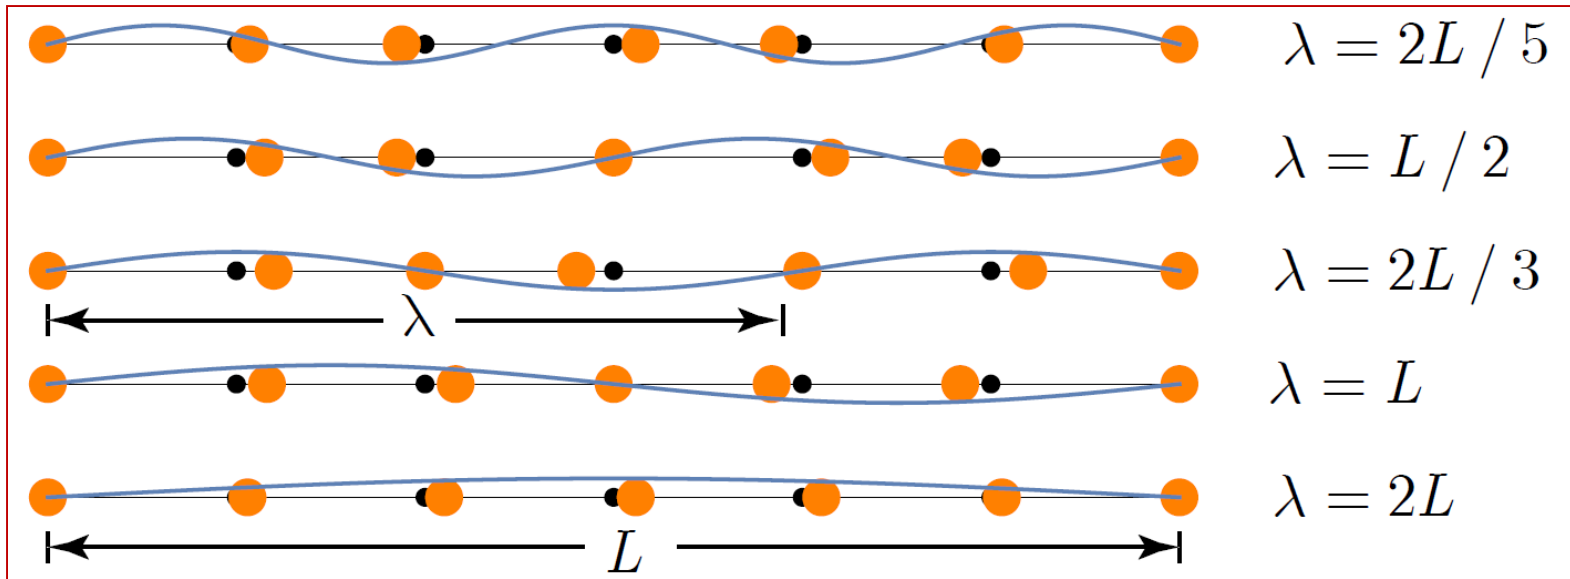 λ = 2L / 5
λ = L / 2
λ = 2L / 3
λ
λ = L
λ = 2L
L